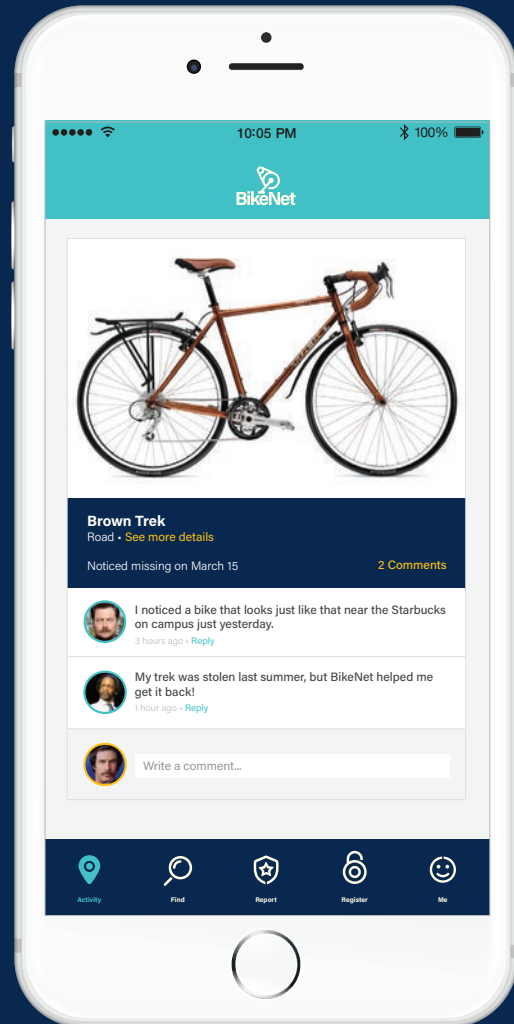 10:05 PM
100%
BikeNet
Brown Trek
Road • See more details
Noticed missing on March 15
2 Comments
I noticed a bike that looks just like that near the Starbucks
on campus just yesterday.
3 hours ago • Reply
My trek was stolen last summer, but BikeNet helped me
get it back!
1 hour ago • Reply
Write a comment...
Activity
Find
Report
Register
Me